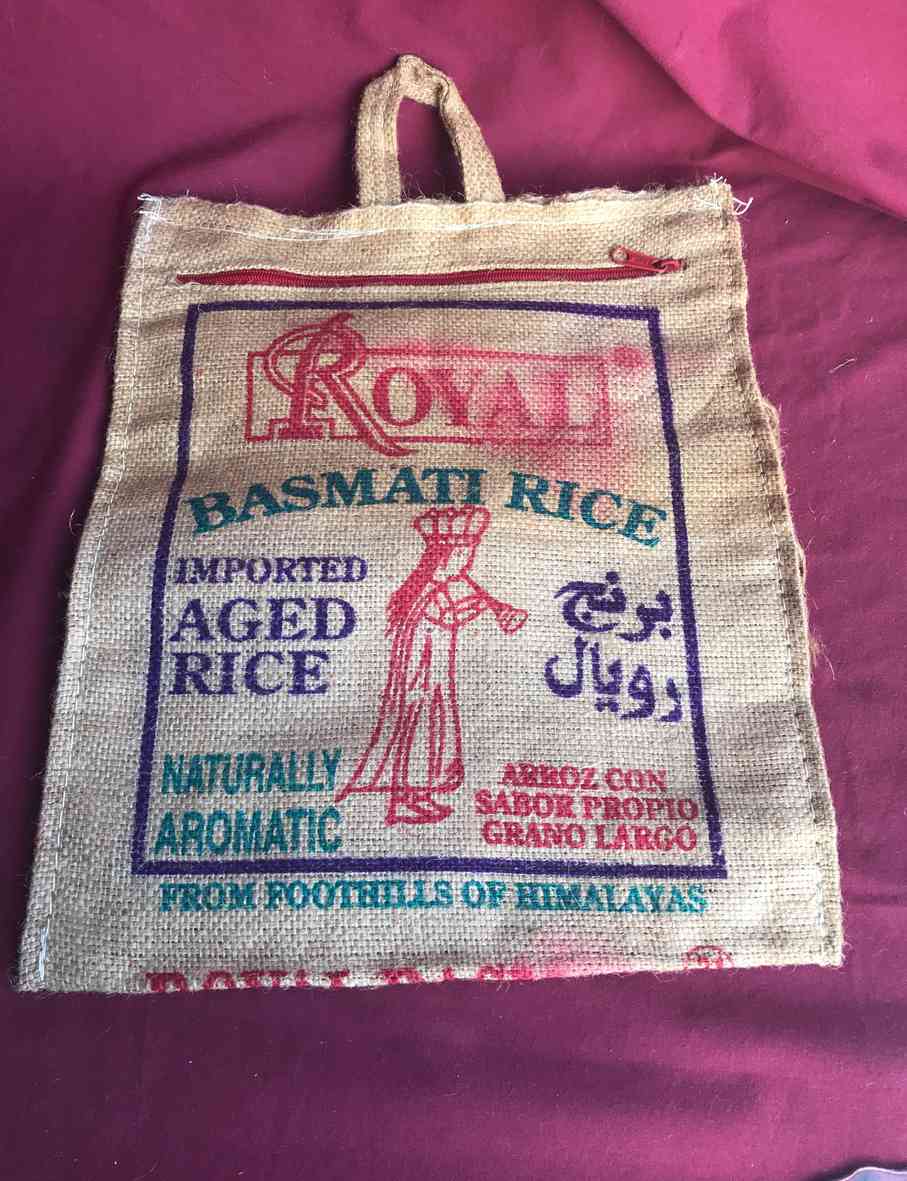 ROYAL
BASMATI RICE
IMPORTED
AGED
RICE
برنج
رويال
NATURALLY
AROMATIC
ARROZ CON
SABOR PROPIO
GRANO LARGO
FROM FOOTHILLS OF HIMALAYAS